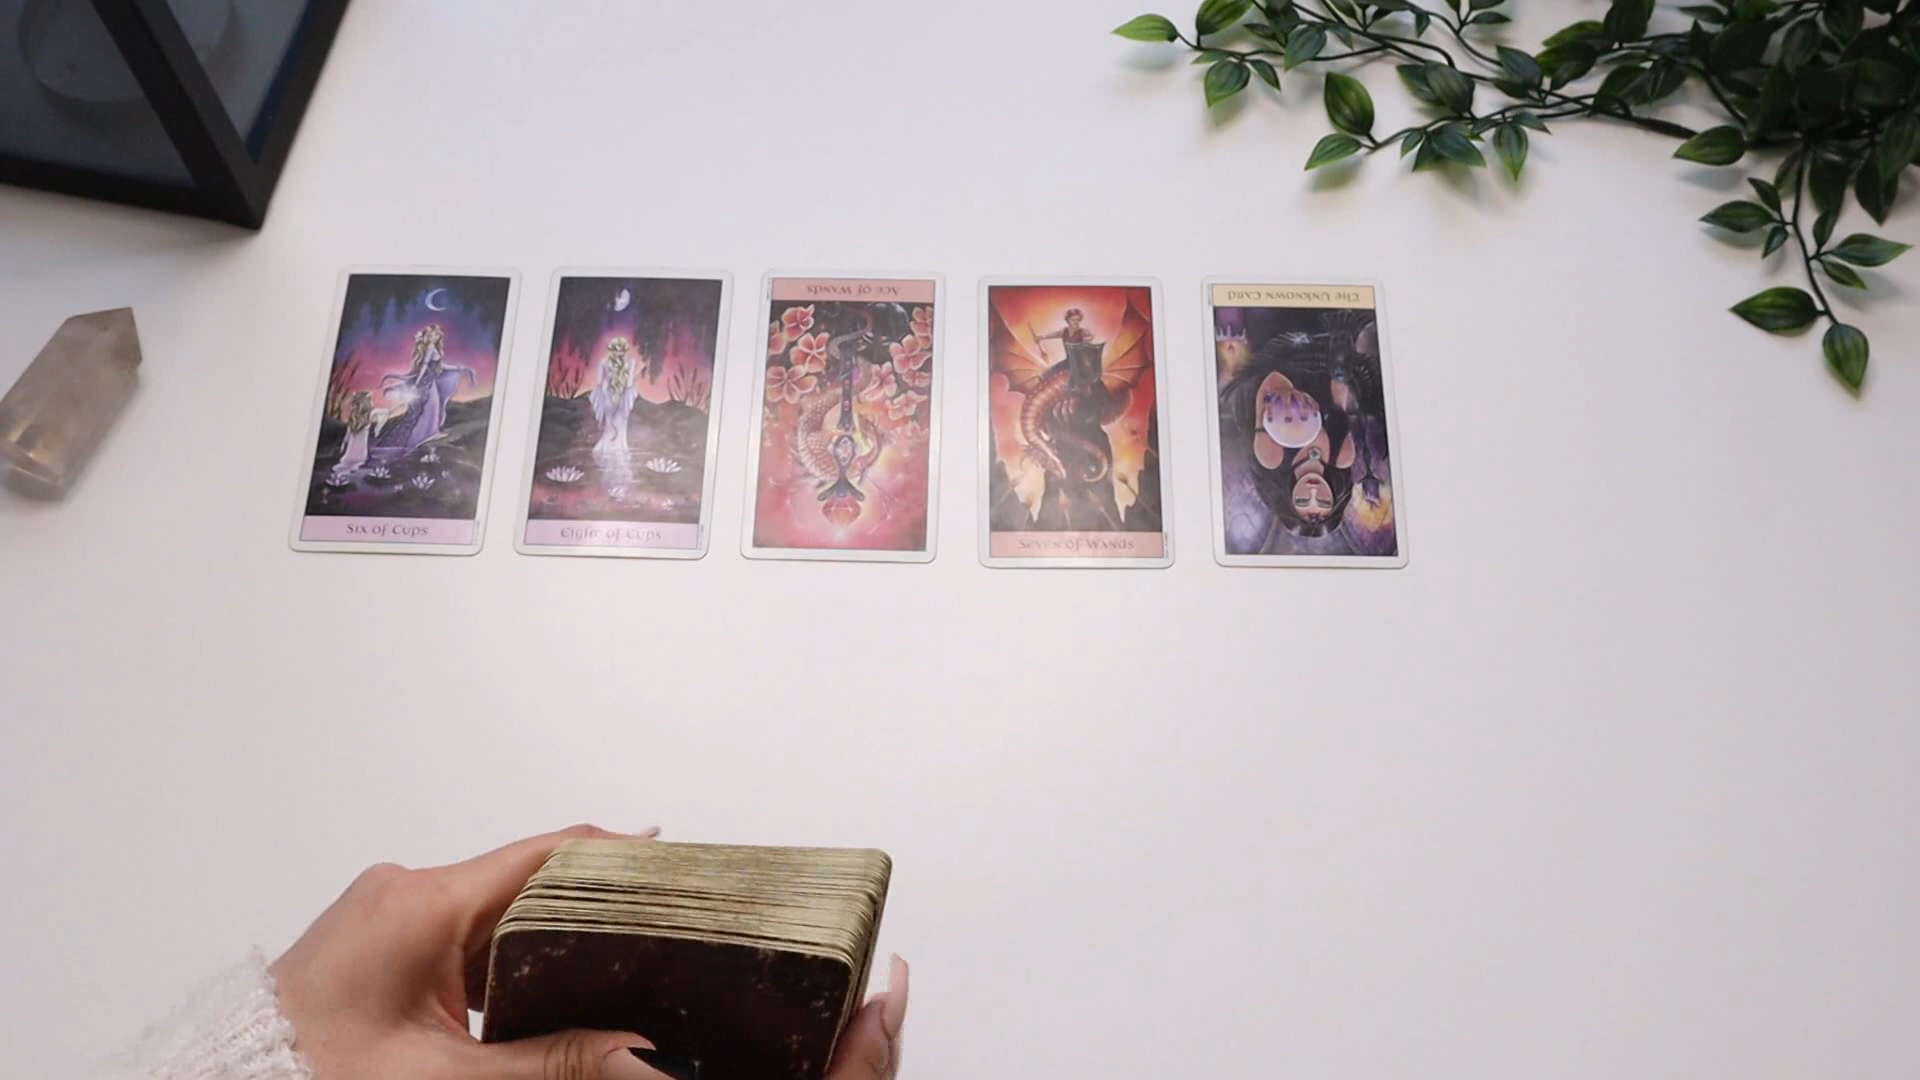 Six of Cups
Eight of Cups
Ace of Wands
Seven of Wands
The Unknown Card